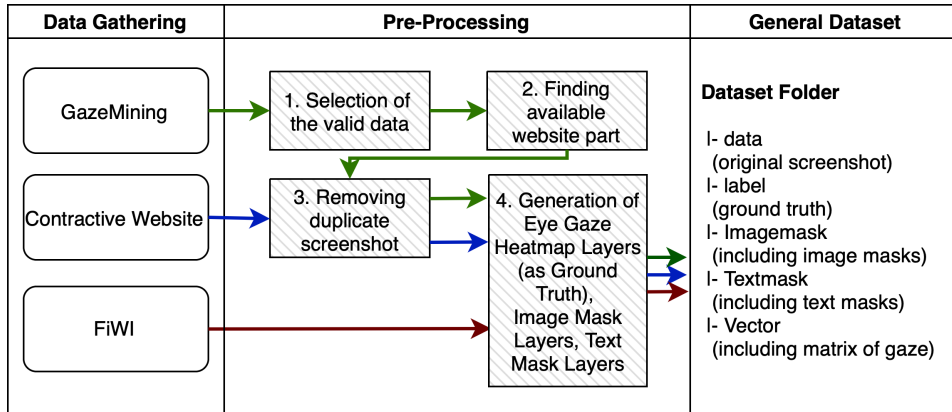 Data Gathering
Pre-Processing
General Dataset
GazeMining
Contractive Website
FiWI
1. Selection of
the valid data
2. Finding
available
website part
3. Removing
duplicate
screenshot
4. Generation of
Eye Gaze
Heatmap Layers
(as Ground
Truth),
Image Mask
Layers, Text
Mask Layers
Dataset Folder
|- data
(original screenshot)
|- label
(ground truth)
|- Imagemask
(including image masks)
|- Textmask
(including text masks)
|- Vector
(including matrix of gaze)